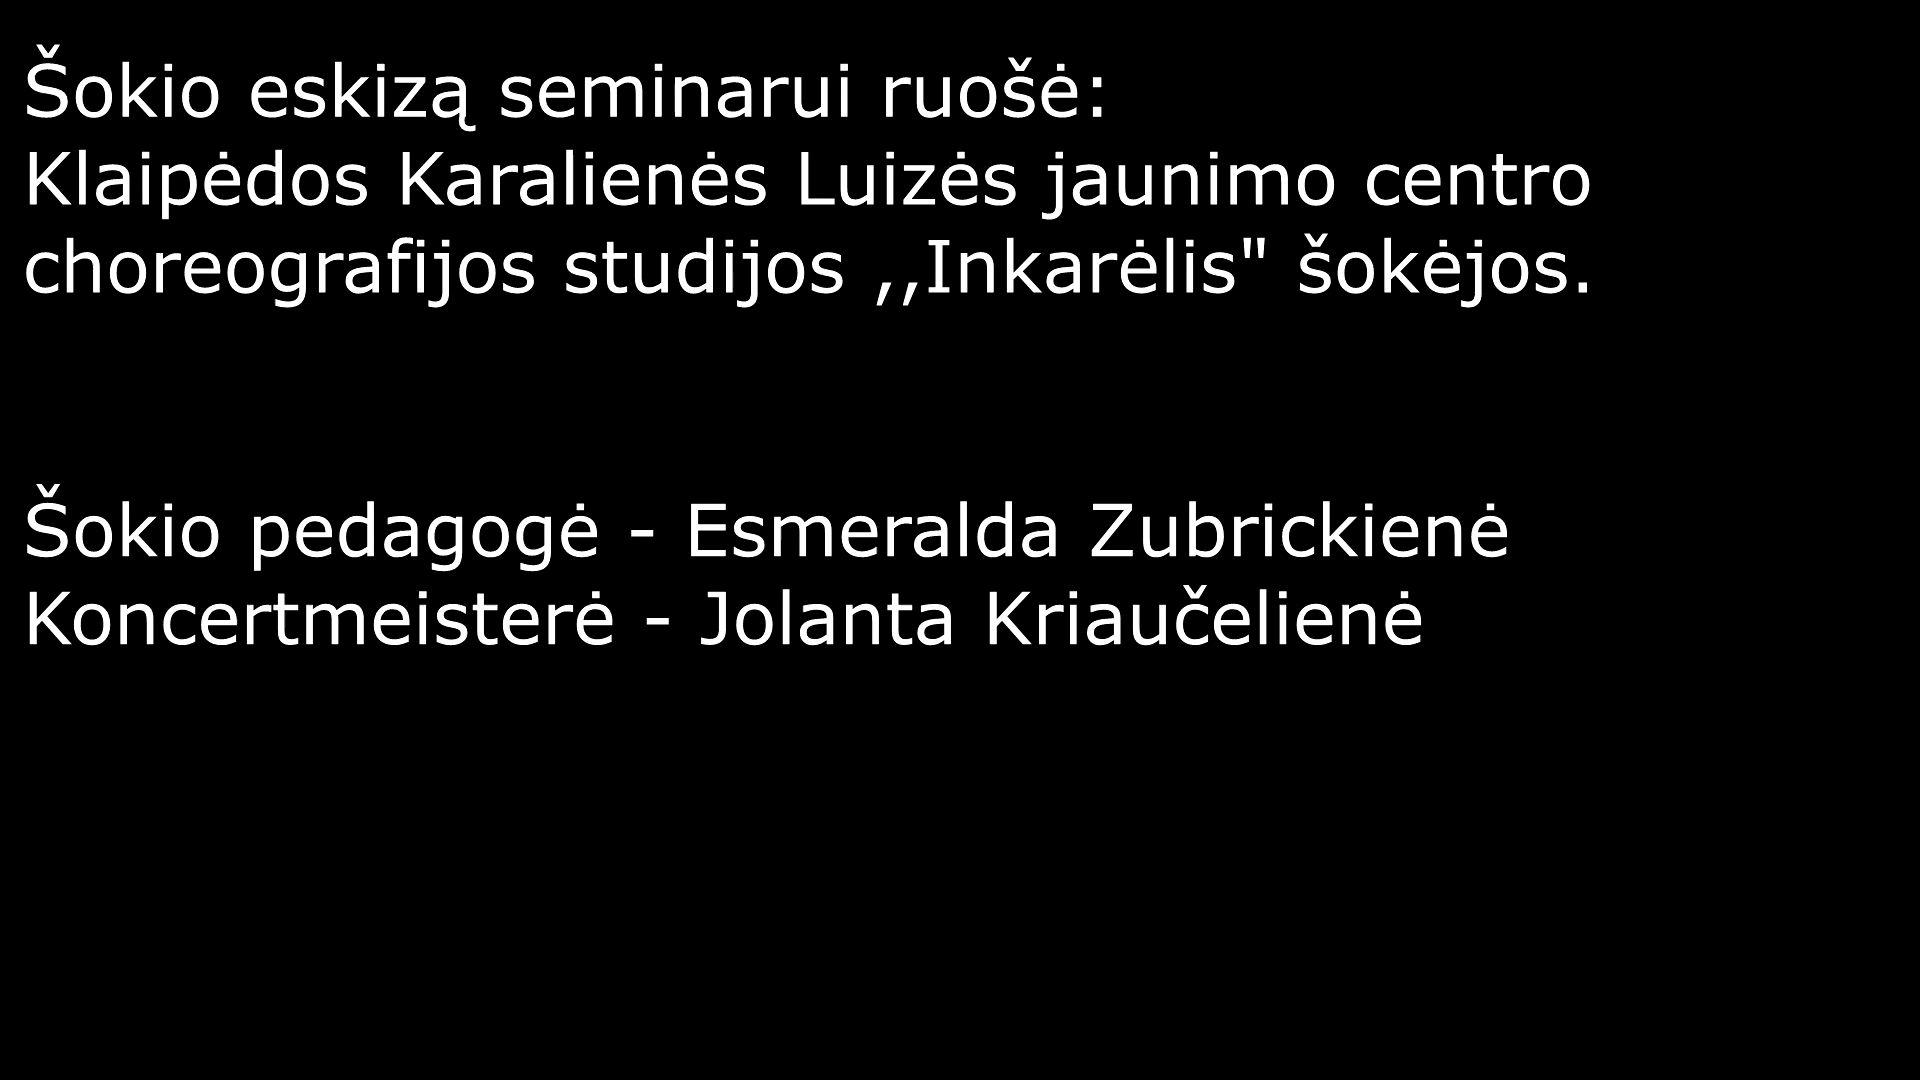 Šokio eskizą seminarui ruošė:
Klaipėdos Karalienės Luizės jaunimo centro
choreografijos studijos ,,Inkarėlis" šokėjos.
Šokio pedagogė - Esmeralda Zubrickienė
Koncertmeisterė - Jolanta Kriaučelienė